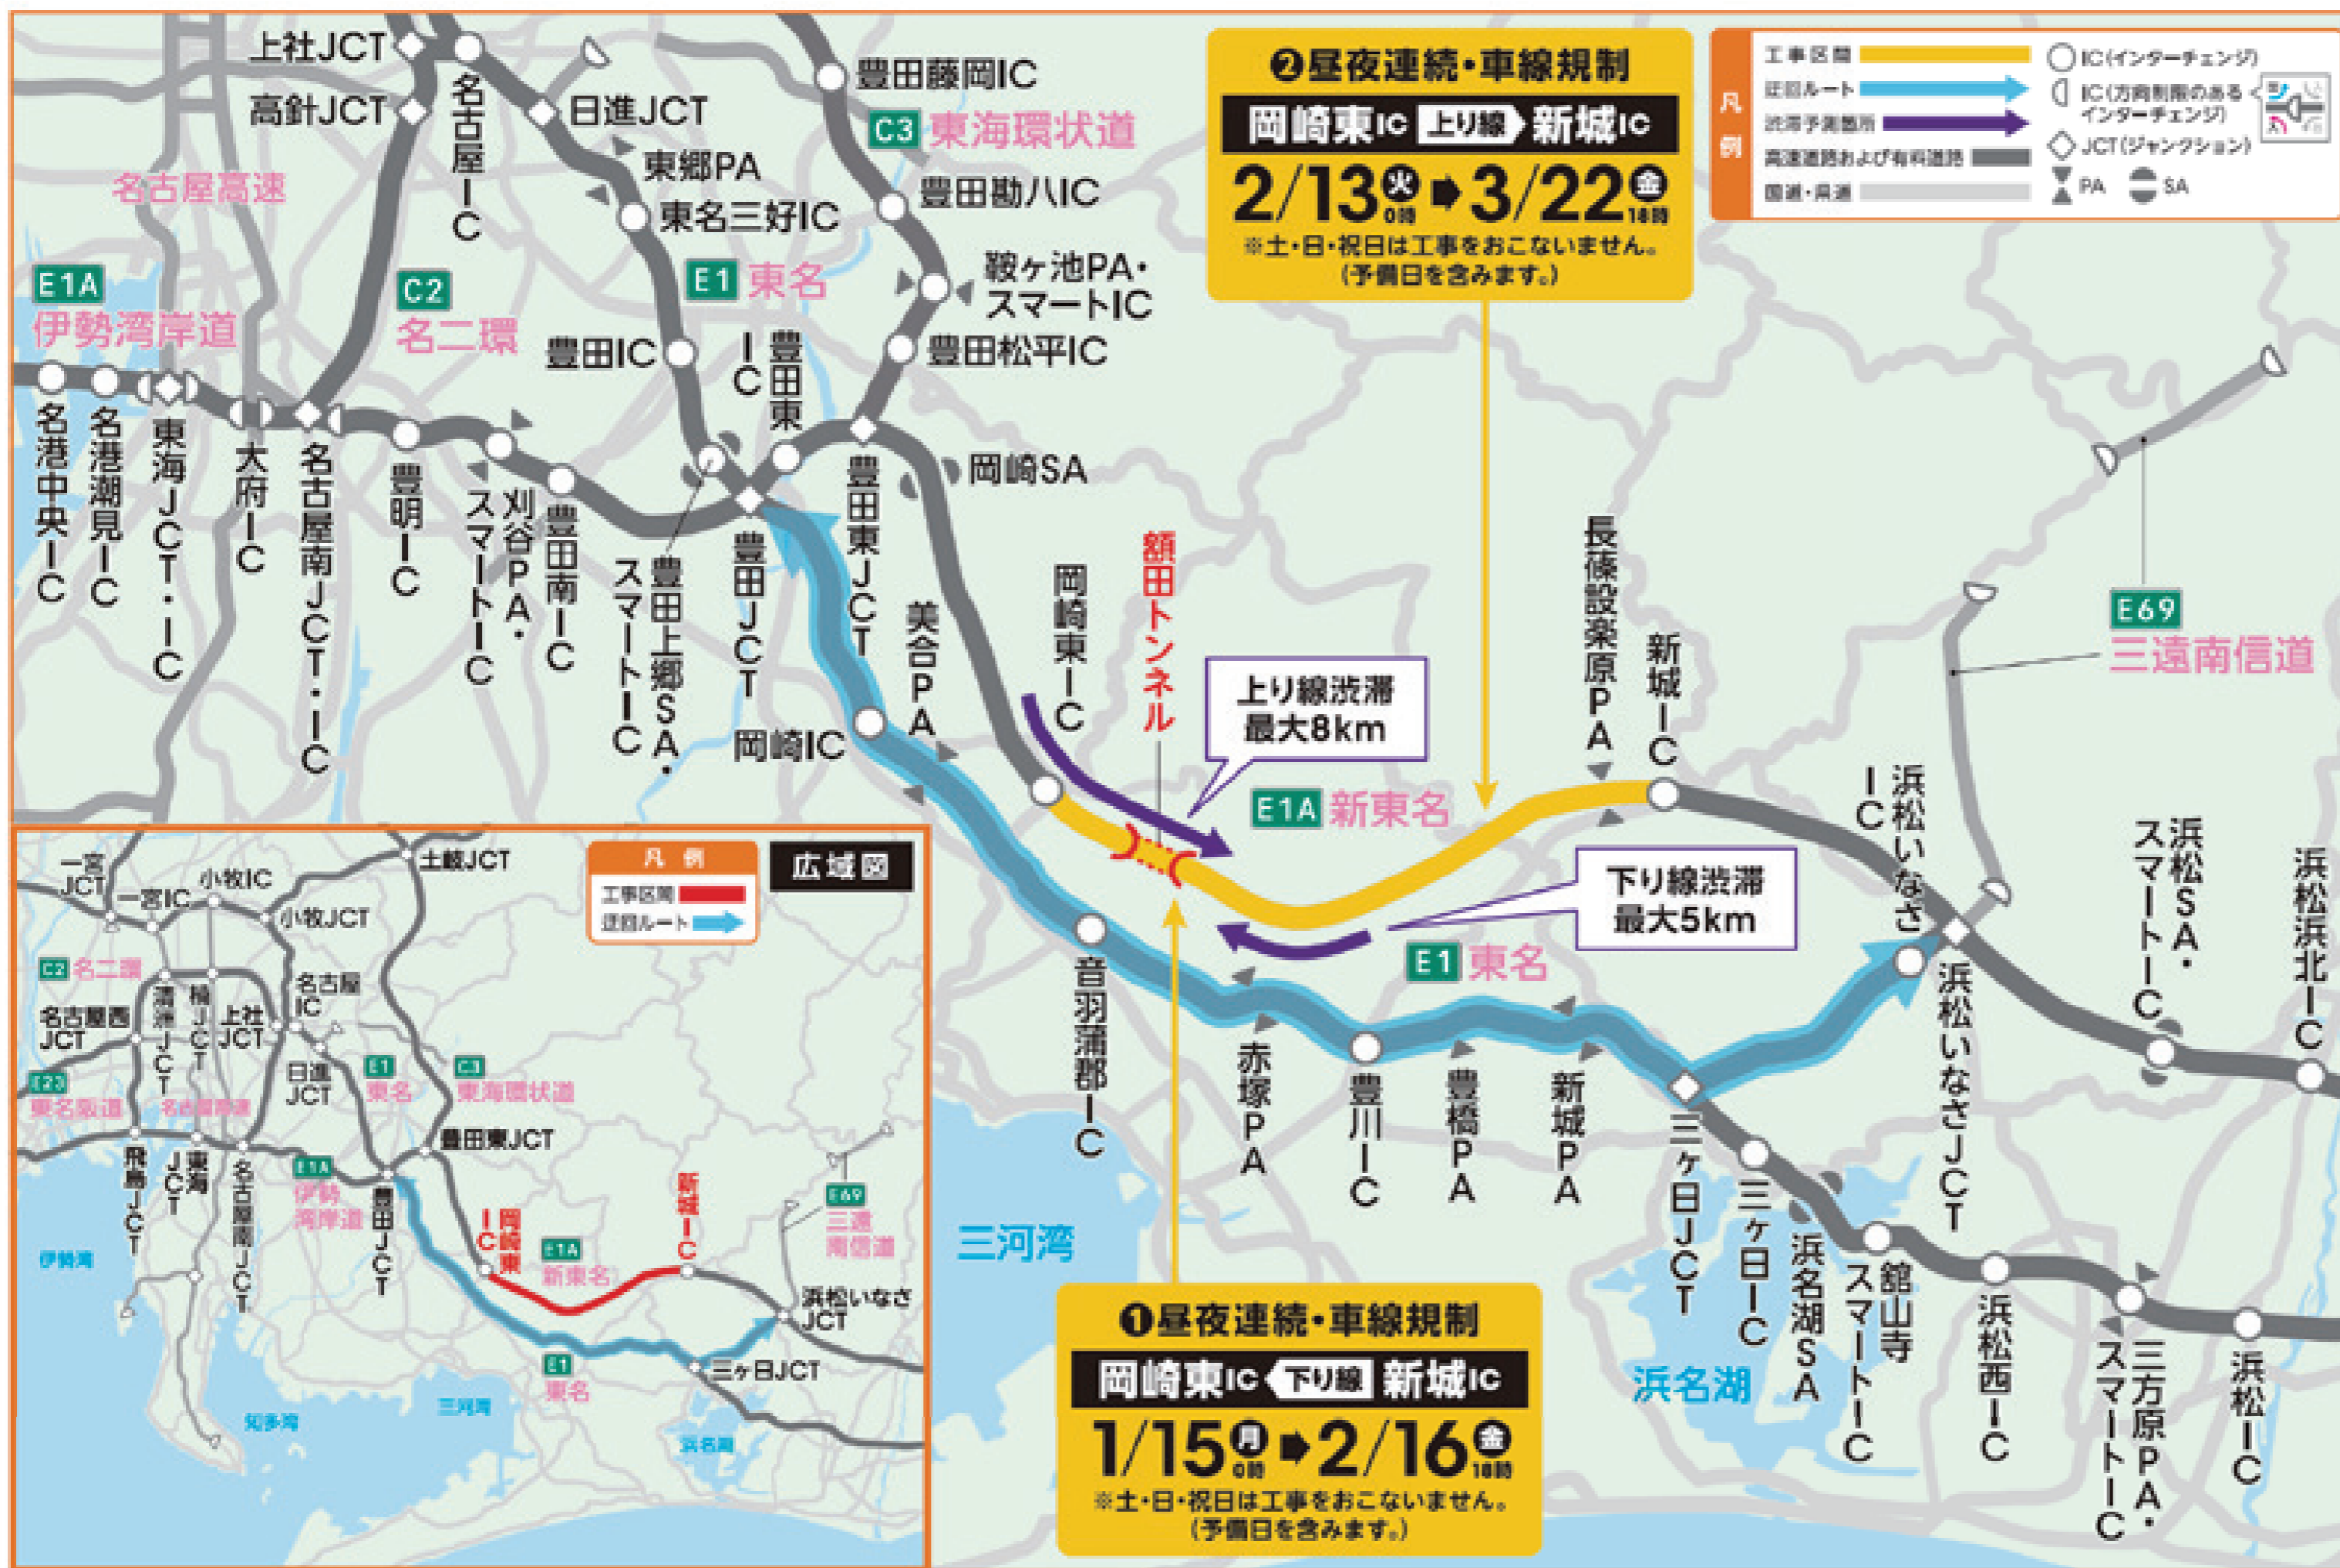 上社JCT
高針JCT
名古屋IC
日進JCT
東郷PA
東名三好IC
豊田藤岡IC
C3 東海環状道
豊田勘八IC
鞍ヶ池PA・
スマートIC
豊田松平IC
名古屋高速
E1A
伊勢湾岸道
C2
名二環
E1 東名
豊田IC
豊田東
IC
名港中央IC
名港潮見IC
東海JCT・IC
大府IC
名古屋南JCT・IC
豊明IC
刈谷PA・
スマートIC
豊田南IC
豊田上郷SA・
スマートIC
豊田JCT
豊田東JCT
岡崎SA
美合PA
岡崎IC
岡崎東IC
額田トンネル
❷昼夜連続・車線規制
岡崎東IC 上り線 新城IC
2/13火0時➡3/22金18時
※土・日・祝日は工事をおこないません。
(予備日を含みます。)
凡例
工事区間
迂回ルート
渋滞予測箇所
高速道路および有料道路
国道・県道
IC(インターチェンジ)
IC(方向制限のある
インターチェンジ)
JCT(ジャンクション)
PA
SA
上り線渋滞
最大8km
E1A 新東名
長篠設楽原PA
新城IC
下り線渋滞
最大5km
E1 東名
E69
三遠南信道
浜松いなさ
IC
浜松いなさJCT
浜松SA・
スマートIC
浜松浜北IC
音羽蒲郡IC
赤塚PA
豊川IC
豊橋PA
新城PA
三ヶ日JCT
三ヶ日IC
浜名湖SA
舘山寺
スマートIC
浜松西IC
三方原PA・
スマートIC
浜松IC
三河湾
浜名湖
❶昼夜連続・車線規制
岡崎東IC 下り線 新城IC
1/15月0時➡2/16金18時
※土・日・祝日は工事をおこないません。
(予備日を含みます。)
広域図
凡例
工事区間
迂回ルート
一宮
JCT
一宮IC
小牧IC
小牧JCT
土岐JCT
C2 名二環
名古屋西
JCT
清洲JCT
楠JCT
上社
JCT
名古屋
IC
日進
JCT
E1
東名
C3
東海環状道
E23
東名阪道
名古屋高速
豊田東JCT
飛島JCT
東海
JCT
名古屋南JCT
E1A
伊勢
湾岸道
豊田JCT
岡崎東
IC
E1A
新東名
新城IC
E69
三遠
南信道
浜松いなさ
JCT
三ヶ日JCT
E1
東名
伊勢湾
知多湾
三河湾
浜名湖